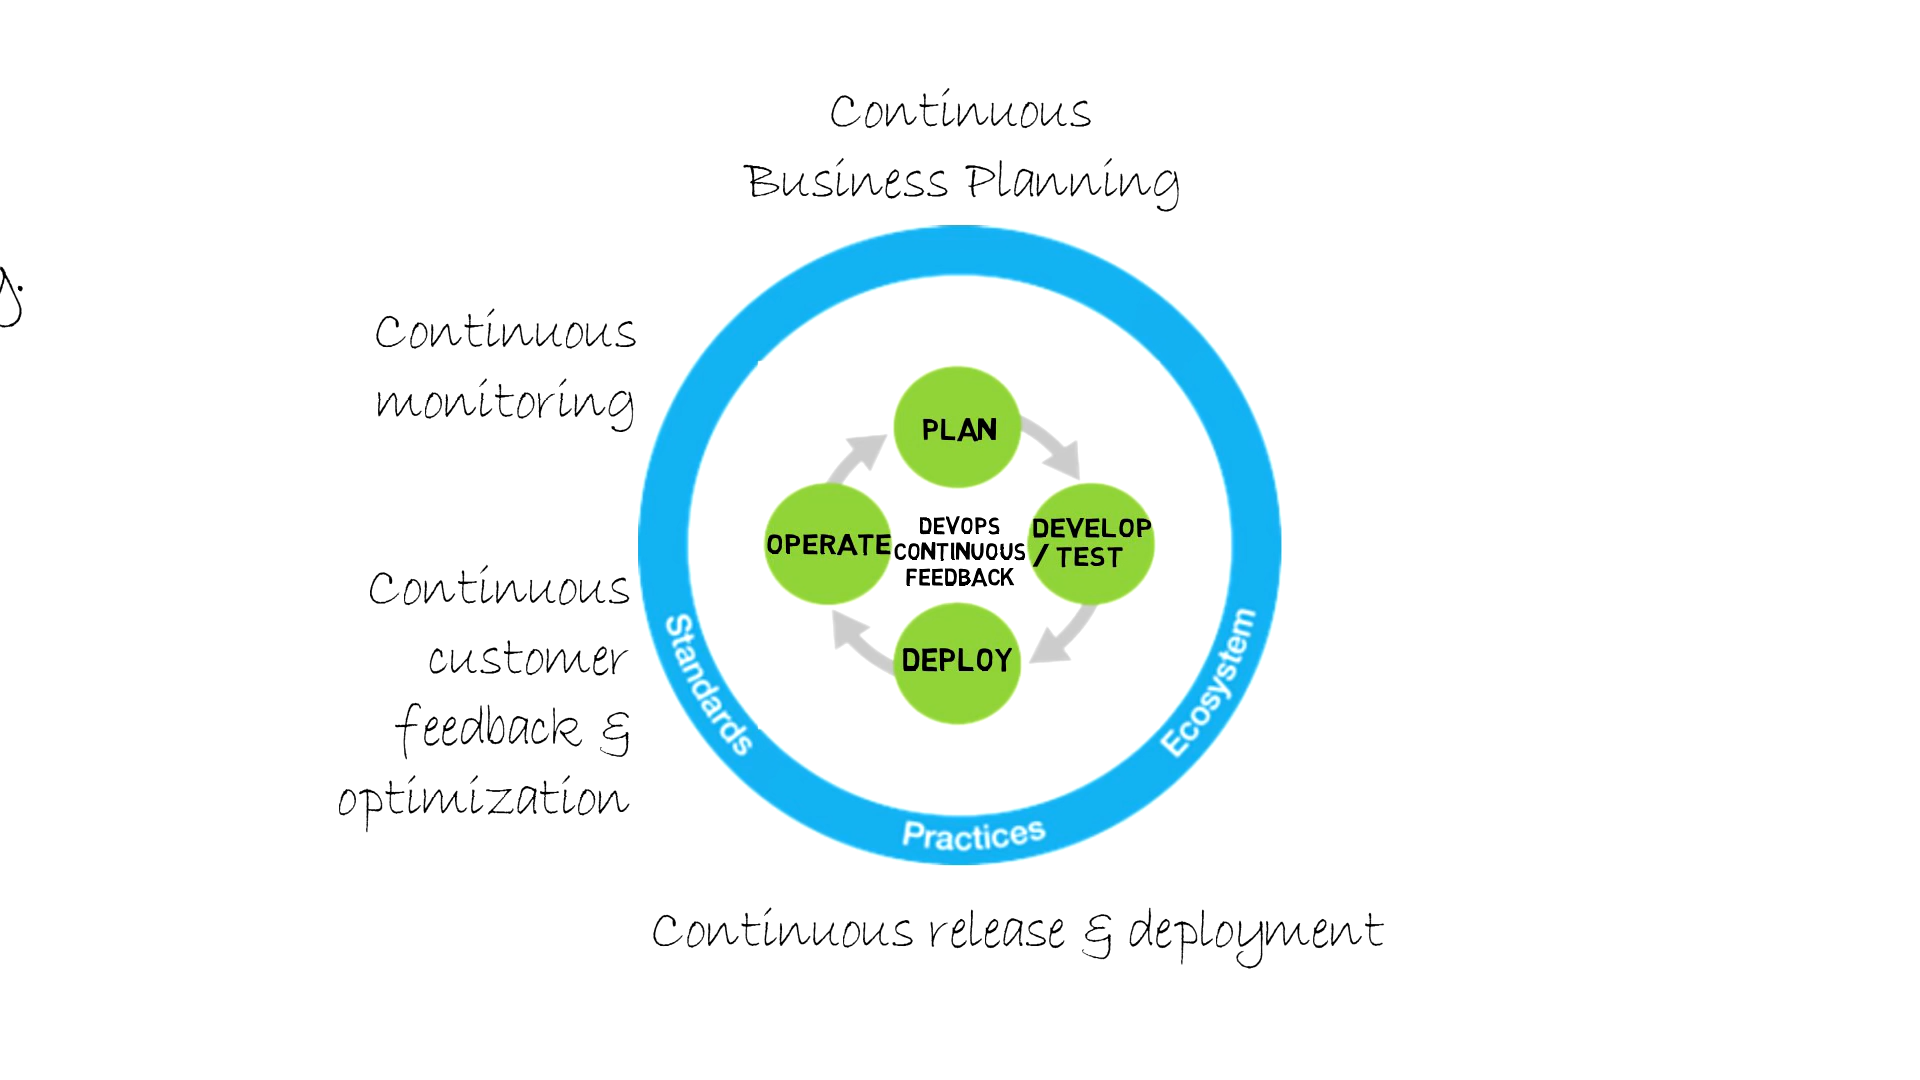 Continuous
Business Planning
y.
Continuous
monitoring
PLAN
OPERATE
DEVOPS
CONTINUOUS
FEEDBACK
DEVELOP
/ TEST
DEPLOY
Continuous
customer
feedback &
optimization
Standards
Practices
Ecosystem
Continuous release & deployment